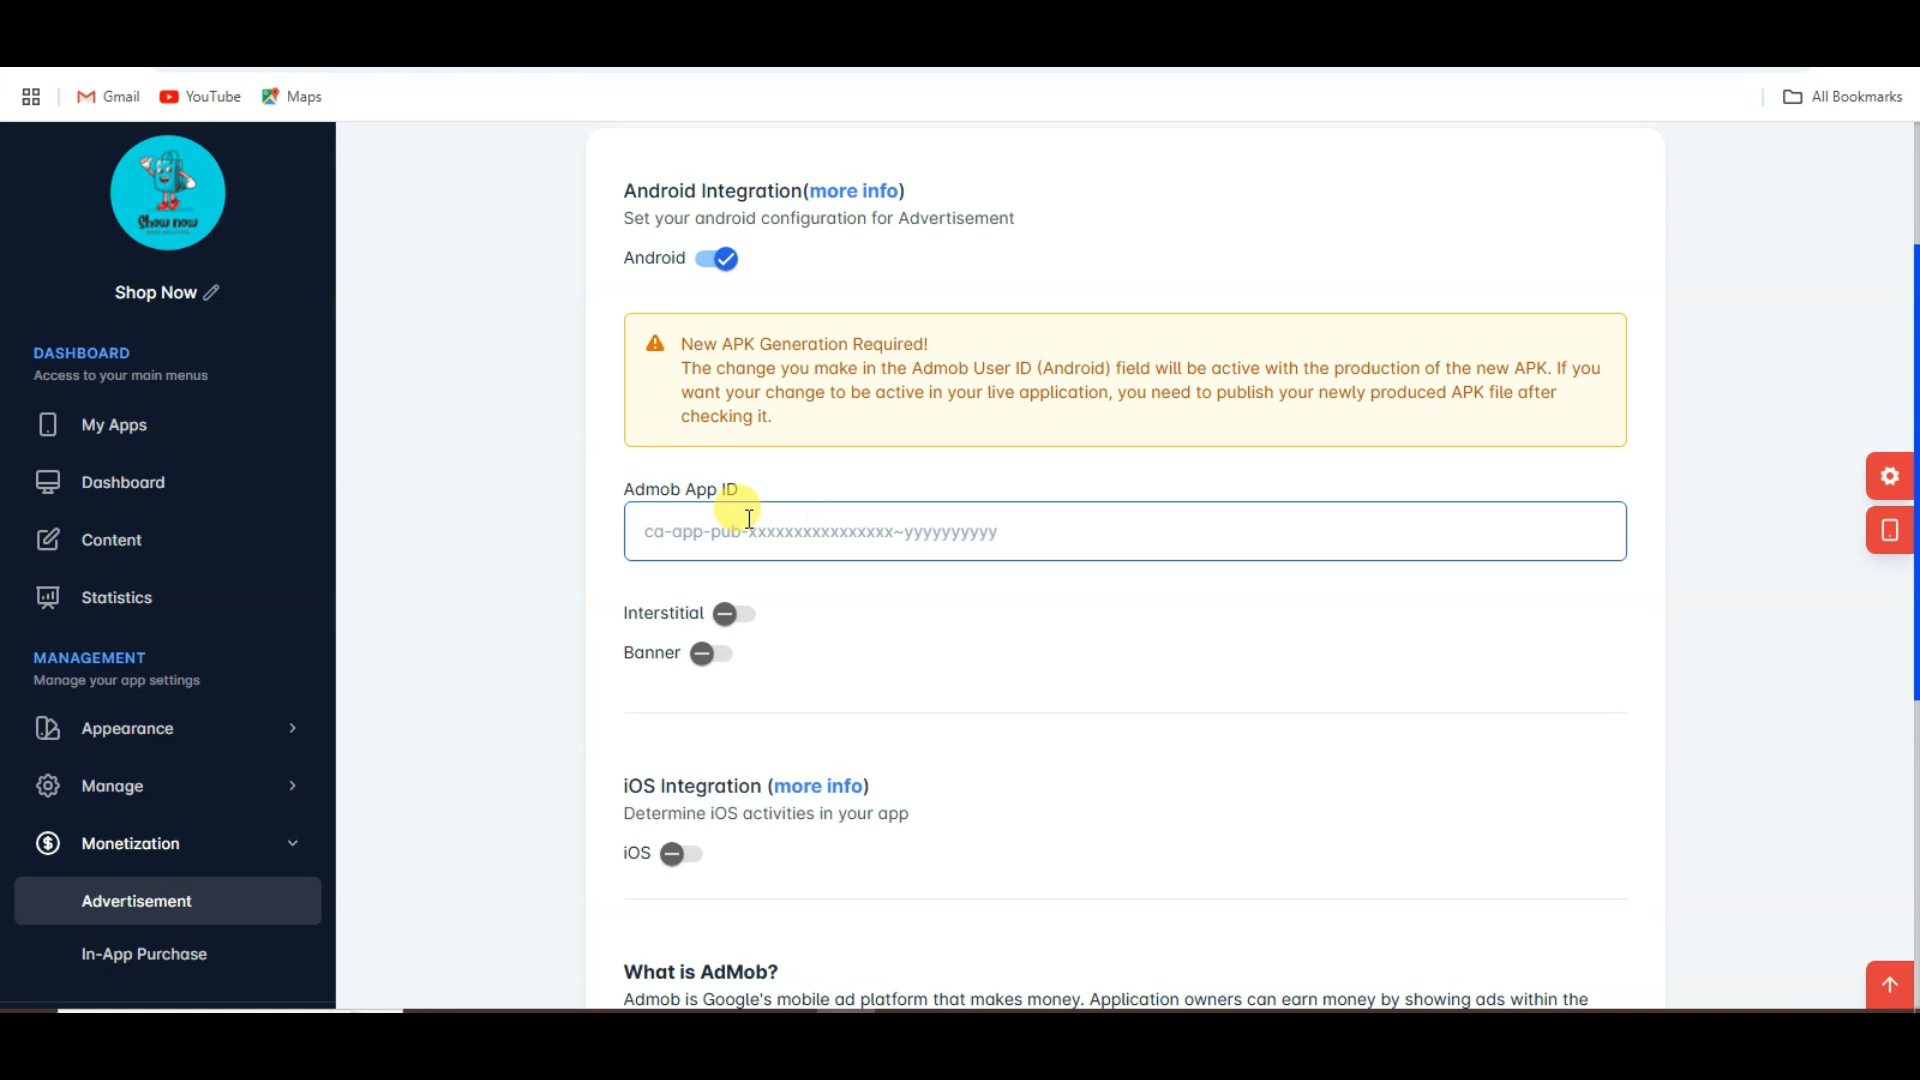 Gmail
YouTube
Maps
All Bookmarks
Show now
Shop Now
DASHBOARD
Access to your main menus
My Apps
Dashboard
Content
Statistics
MANAGEMENT
Manage your app settings
Appearance
Manage
Monetization
Advertisement
In-App Purchase
Android Integration(more info)
Set your android configuration for Advertisement
Android
New APK Generation Required!
The change you make in the Admob User ID (Android) field will be active with the production of the new APK. If you
want your change to be active in your live application, you need to publish your newly produced APK file after
checking it.
Admob App ID
ca-app-pub-xxxxxxxxxxxxxxxx~yyyyyyyyyy
Interstitial
Banner
iOS Integration (more info)
Determine iOS activities in your app
iOS
What is AdMob?
Admob is Google's mobile ad platform that makes money. Application owners can earn money by showing ads within the